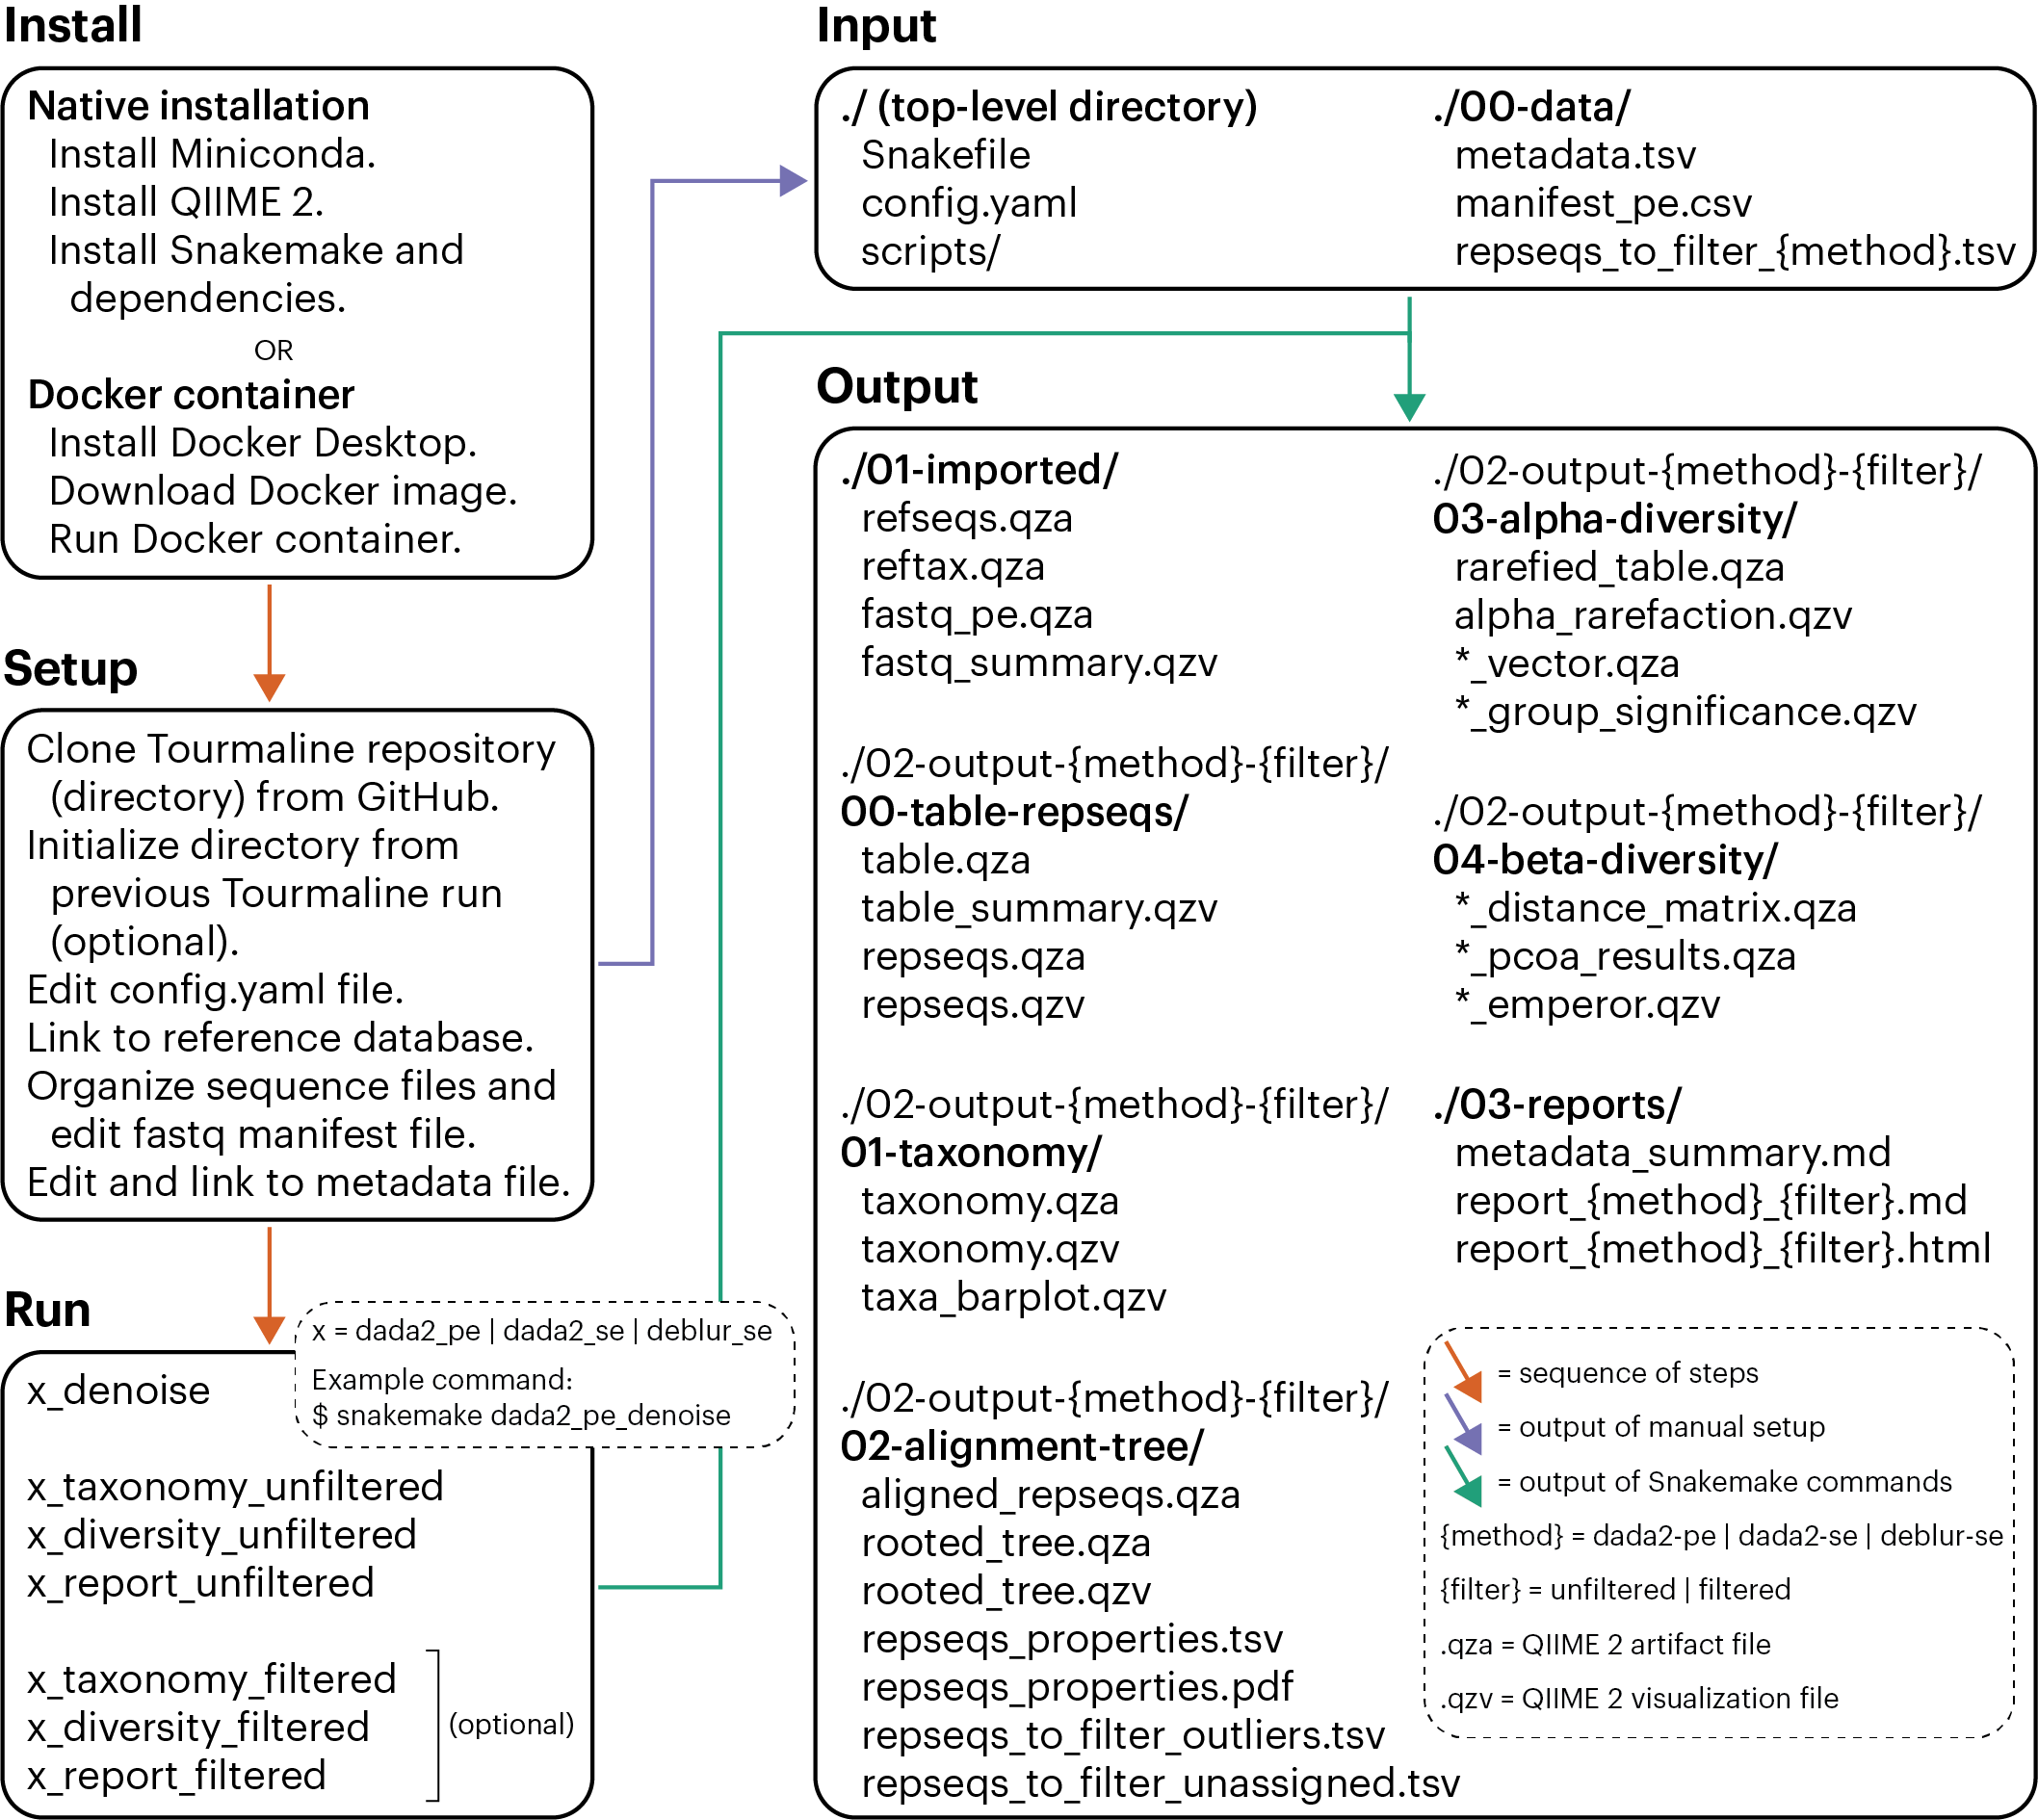 Install
Native installation
Install Miniconda.
Install QIIME 2.
Install Snakemake and
dependencies.
OR
Docker container
Install Docker Desktop.
Download Docker image.
Run Docker container.
Setup
Clone Tourmaline repository
(directory) from GitHub.
Initialize directory from
previous Tourmaline run
(optional).
Edit config.yaml file.
Link to reference database.
Organize sequence files and
edit fastq manifest file.
Edit and link to metadata file.
Run
x_denoise
x = dada2_pe | dada2_se | deblur_se
Example command:
$ snakemake dada2_pe_denoise
x_taxonomy_unfiltered
x_diversity_unfiltered
x_report_unfiltered
x_taxonomy_filtered
x_diversity_filtered
x_report_filtered
(optional)
Input
./ (top-level directory)
Snakefile
config.yaml
scripts/
./00-data/
metadata.tsv
manifest_pe.csv
repseqs_to_filter_{method}.tsv
Output
./01-imported/
refseqs.qza
reftax.qza
fastq_pe.qza
fastq_summary.qzv
./02-output-{method}-{filter}/
00-table-repseqs/
table.qza
table_summary.qzv
repseqs.qza
repseqs.qzv
./02-output-{method}-{filter}/
01-taxonomy/
taxonomy.qza
taxonomy.qzv
taxa_barplot.qzv
./02-output-{method}-{filter}/
02-alignment-tree/
aligned_repseqs.qza
rooted_tree.qza
rooted_tree.qzv
repseqs_properties.tsv
repseqs_properties.pdf
repseqs_to_filter_outliers.tsv
repseqs_to_filter_unassigned.tsv
./02-output-{method}-{filter}/
03-alpha-diversity/
rarefied_table.qza
alpha_rarefaction.qzv
*_vector.qza
*_group_significance.qzv
./02-output-{method}-{filter}/
04-beta-diversity/
*_distance_matrix.qza
*_pcoa_results.qza
*_emperor.qzv
./03-reports/
metadata_summary.md
report_{method}_{filter}.md
report_{method}_{filter}.html
= sequence of steps
= output of manual setup
= output of Snakemake commands
{method} = dada2-pe | dada2-se | deblur-se
{filter} = unfiltered | filtered
.qza = QIIME 2 artifact file
.qzv = QIIME 2 visualization file